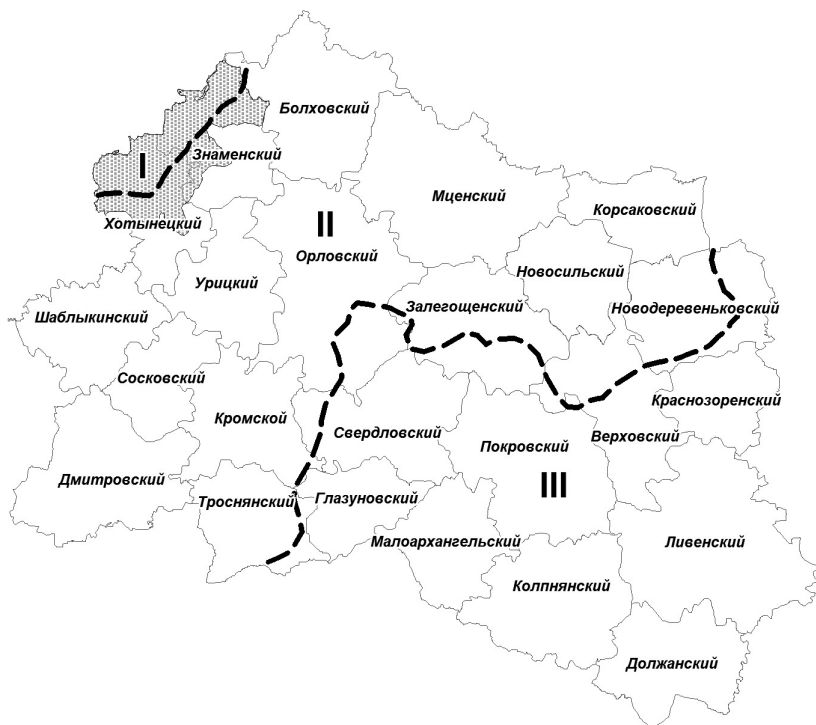 Болховский
Знаменский
I
Хотынецкий
Мценский
Корсаковский
II
Орловский
Новосильский
Урицкий
Залегощенский
Новодеревеньковский
Шаблыкинский
Сосковский
Краснозоренский
Кромской
Свердловский
Покровский
Верховский
Дмитровский
III
Троснянский
Глазуновский
Малоархангельский
Ливенский
Колпнянский
Должанский